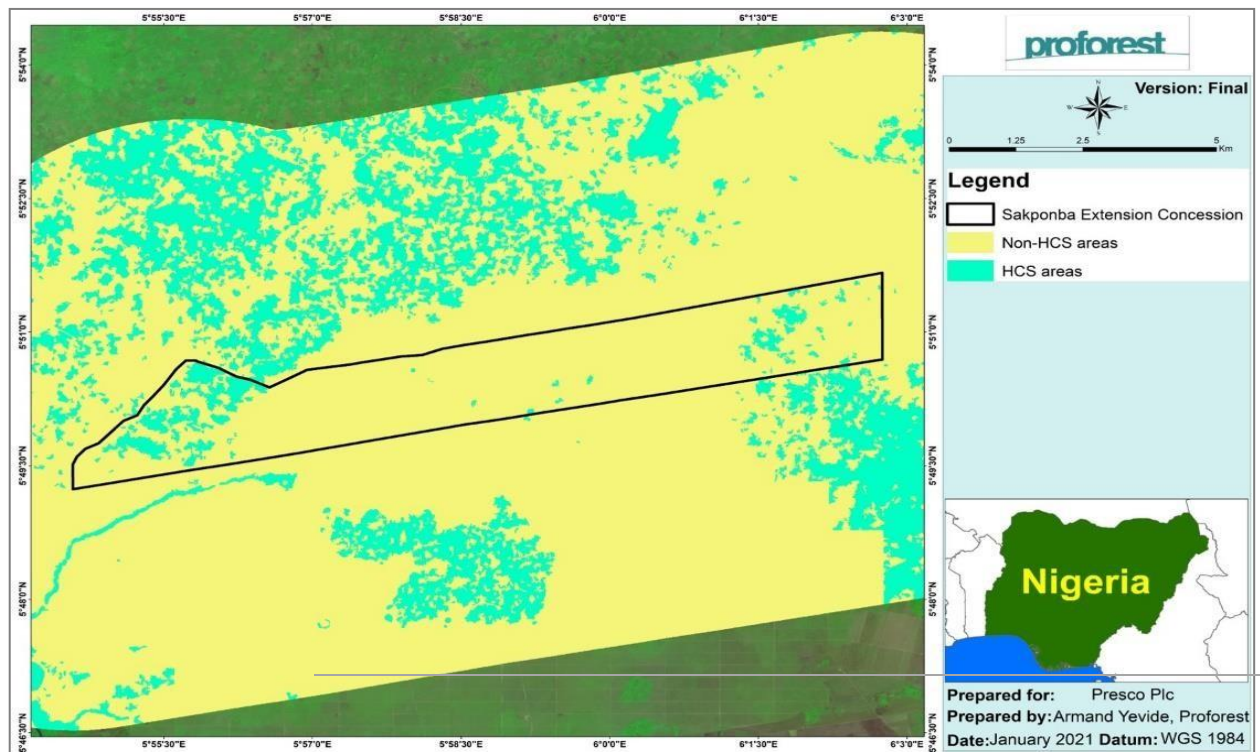 5°55'30"E 5°57'0"E 5°58'30"E 6°0'0"E 6°1'30"E 6°3'0"E
proforest
Version: Final
N
W E
S
0 1.25 2.5 5
Km
Legend
Sakponba Extension Concession
Non-HCS areas
HCS areas
5°54'0"N 5°54'0"N
5°52'30"N 5°52'30"N
5°51'0"N 5°51'0"N
5°49'30"N 5°49'30"N
5°48'0"N 5°48'0"N
5°46'30"N 5°46'30"N
Nigeria
Prepared for: Presco Plc
Prepared by:Armand Yevide, Proforest
Date:January 2021 Datum: WGS 1984
5°55'30"E 5°57'0"E 5°58'30"E 6°0'0"E 6°1'30"E 6°3'0"E